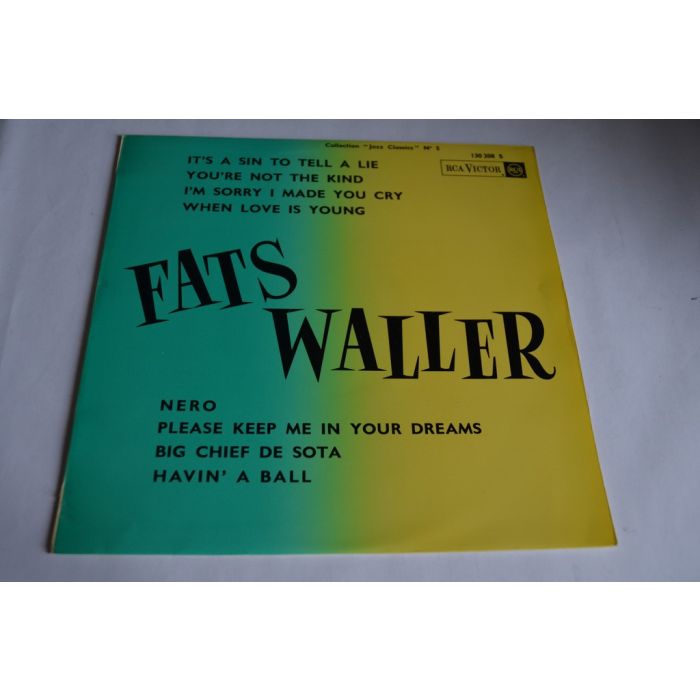 Collection "Jazz Classics" N° 5
130 208 S
IT'S A SIN TO TELL A LIE
YOU'RE NOT THE KIND
I'M SORRY I MADE YOU CRY
WHEN LOVE IS YOUNG
RCA VICTOR
FATS
WALLER
NERO
PLEASE KEEP ME IN YOUR DREAMS
BIG CHIEF DE SOTA
HAVIN' A BALL